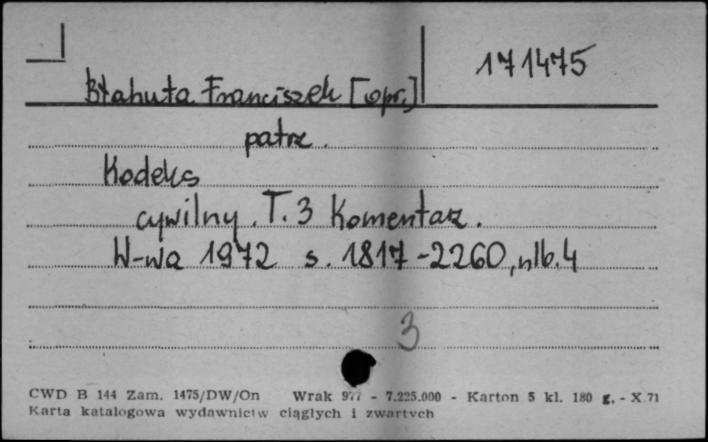 171475
Błahuta Franciszek [opr.]
patrz.
Kodeks
cywilny. T. 3 Komentarz.
W-wa 1972 s. 1817-2260, nlb. 4
3
CWD B 144 Zam. 1475/DW/On Wrak 977 - 7.225.000 - Karton 5 kl. 180 g. - X.71
Karta katalogowa wydawnictw ciągłych i zwartych